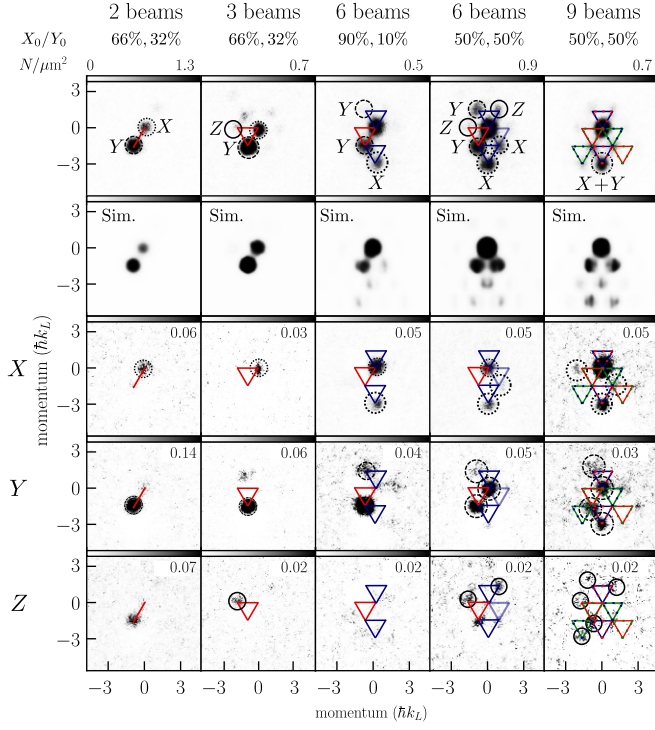 2 beams 3 beams 6 beams 6 beams 9 beams
X₀/Y₀ 66%, 32% 66%, 32% 90%, 10% 50%, 50% 50%, 50%
N/μm² 0 1.3 0.7 0.5 0.9 0.7
3 Y Y Z
0 X Z Z
Y Y Y Y X
−3 X X X+Y
Sim. Sim. Sim. Sim. Sim.
0
−3
3 0.06 0.03 0.05 0.05 0.05
X 0
−3
momentum (ħk_L)
3 0.14 0.06 0.04 0.05 0.03
Y 0
−3
3 0.07 0.02 0.02 0.02 0.02
Z 0
−3
−3 0 3 −3 0 3 −3 0 3 −3 0 3 −3 0 3
momentum (ħk_L)